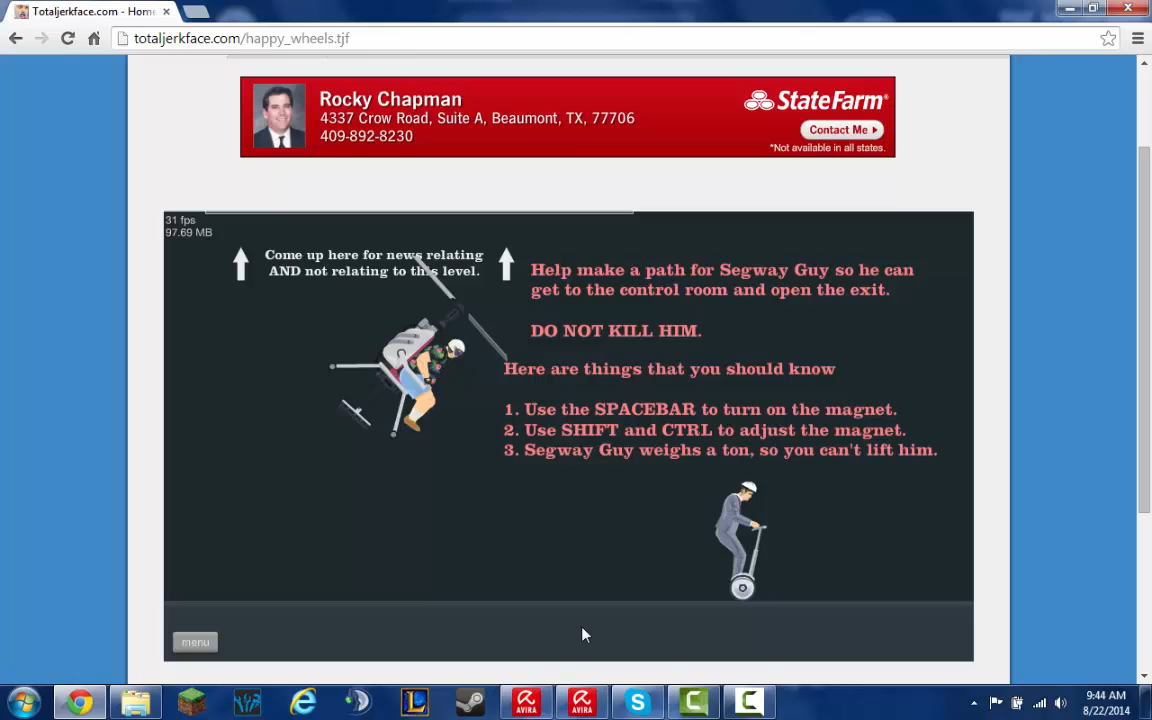 Totaljerkface.com - Home
totaljerkface.com/happy_wheels.tjf
Rocky Chapman
4337 Crow Road, Suite A, Beaumont, TX, 77706
409-892-8230
StateFarm®
Contact Me
*Not available in all states.
31 fps
97.69 MB
Come up here for news relating
AND not relating to this level.
Help make a path for Segway Guy so he can
get to the control room and open the exit.
DO NOT KILL HIM.
Here are things that you should know
1. Use the SPACEBAR to turn on the magnet.
2. Use SHIFT and CTRL to adjust the magnet.
3. Segway Guy weighs a ton, so you can't lift him.
menu
AVIRA
AVIRA
9:44 AM
8/22/2014